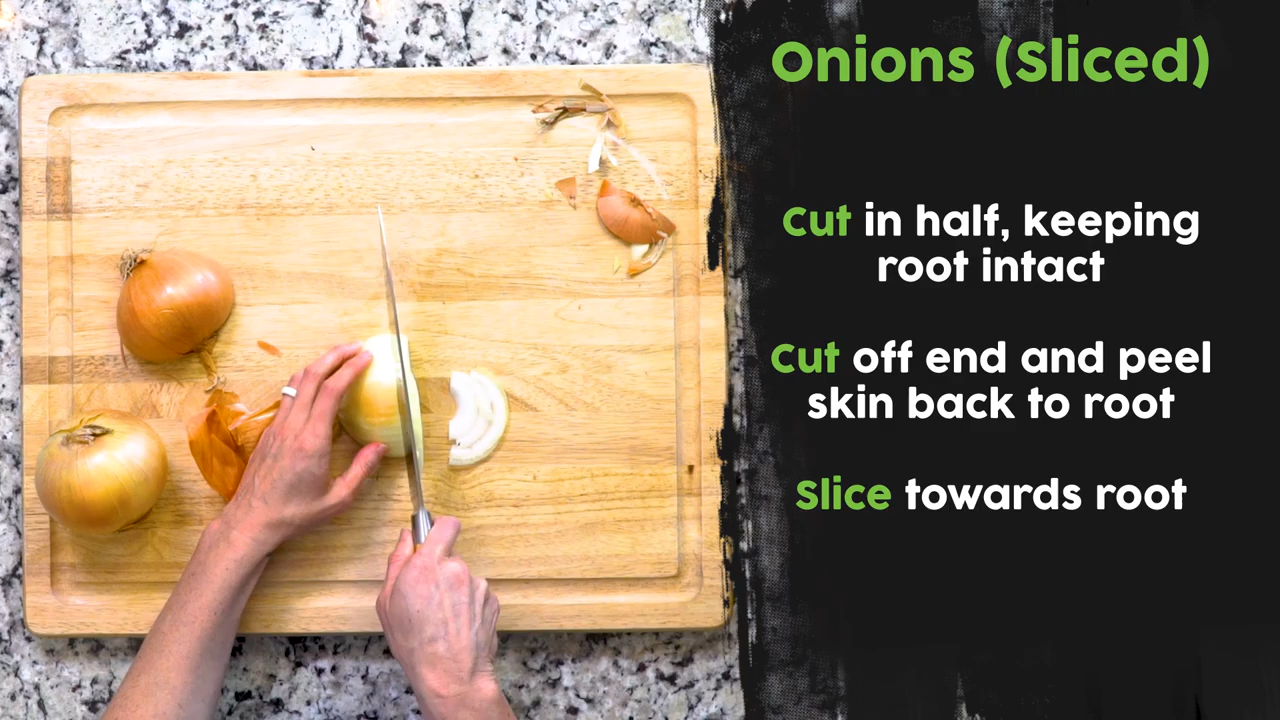 Onions (Sliced)
Cut in half, keeping
root intact
Cut off end and peel
skin back to root
Slice towards root